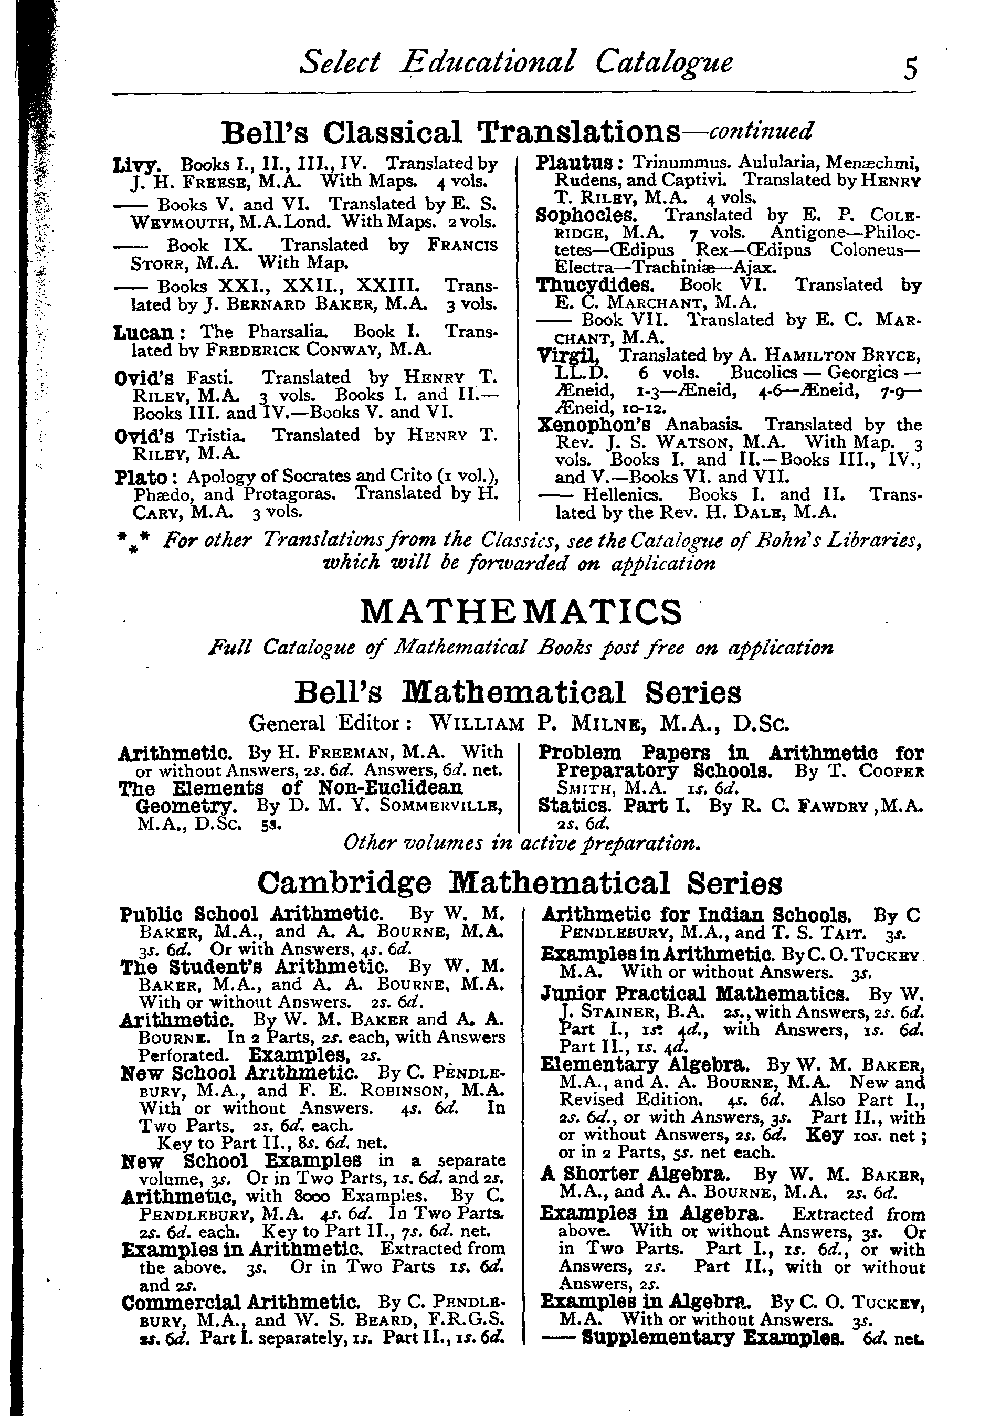 Select Educational Catalogue 5
Bell's Classical Translations—continued
Livy. Books I., II., III., IV. Translated by
J. H. FREESE, M.A. With Maps. 4 vols.
—— Books V. and VI. Translated by E. S.
WEYMOUTH, M.A.Lond. With Maps. 2 vols.
—— Book IX. Translated by FRANCIS
STORR, M.A. With Map.
—— Books XXI., XXII., XXIII. Trans-
lated by J. BERNARD BAKER, M.A. 3 vols.
Lucan: The Pharsalia. Book I. Trans-
lated by FREDERICK CONWAY, M.A.
Ovid's Fasti. Translated by HENRY T.
RILEY, M.A. 3 vols. Books I. and II.—
Books III. and IV.—Books V. and VI.
Ovid's Tristia. Translated by HENRY T.
RILEY, M.A.
Plato: Apology of Socrates and Crito (1 vol.),
Phædo, and Protagoras. Translated by H.
CARY, M.A. 3 vols.
Plautus: Trinummus. Aulularia, Menæchmi,
Rudens, and Captivi. Translated by HENRY
T. RILEY, M.A. 4 vols.
Sophocles. Translated by E. P. COLE-
RIDGE, M.A. 7 vols. Antigone—Philoc-
tetes—Œdipus Rex—Œdipus Coloneus—
Electra—Trachiniæ—Ajax.
Thucydides. Book VI. Translated by
E. C. MARCHANT, M.A.
—— Book VII. Translated by E. C. MAR-
CHANT, M.A.
Virgil, Translated by A. HAMILTON BRYCE,
LL.D. 6 vols. Bucolics — Georgics —
Æneid, 1-3—Æneid, 4-6—Æneid, 7-9—
Æneid, 10-12.
Xenophon's Anabasis. Translated by the
Rev. J. S. WATSON, M.A. With Map. 3
vols. Books I. and II.—Books III., IV.,
and V.—Books VI. and VII.
—— Hellenics. Books I. and II. Trans-
lated by the Rev. H. DALE, M.A.
*** For other Translations from the Classics, see the Catalogue of Bohn's Libraries,
which will be forwarded on application
MATHEMATICS
Full Catalogue of Mathematical Books post free on application
Bell's Mathematical Series
General Editor: WILLIAM P. MILNE, M.A., D.Sc.
Arithmetic. By H. FREEMAN, M.A. With
or without Answers, 2s. 6d. Answers, 6d. net.
The Elements of Non-Euclidean
Geometry. By D. M. Y. SOMMERVILLE,
M.A., D.Sc. 5s.
Problem Papers in Arithmetic for
Preparatory Schools. By T. COOPER
SMITH, M.A. 1s. 6d.
Statics. Part I. By R. C. FAWDRY, M.A.
2s. 6d.
Other volumes in active preparation.
Cambridge Mathematical Series
Public School Arithmetic. By W. M.
BAKER, M.A., and A. A. BOURNE, M.A.
3s. 6d. Or with Answers, 4s. 6d.
The Student's Arithmetic. By W. M.
BAKER, M.A., and A. A. BOURNE, M.A.
With or without Answers. 2s. 6d.
Arithmetic. By W. M. BAKER and A. A.
BOURNE. In 2 Parts, 2s. each, with Answers
Perforated. Examples, 2s.
New School Arithmetic. By C. PENDLE-
BURY, M.A., and F. E. ROBINSON, M.A.
With or without Answers. 4s. 6d. In
Two Parts. 2s. 6d. each.
Key to Part II., 8s. 6d. net.
New School Examples in a separate
volume, 3s. Or in Two Parts, 1s. 6d. and 2s.
Arithmetic, with 8000 Examples. By C.
PENDLEBURY, M.A. 4s. 6d. In Two Parts.
2s. 6d. each. Key to Part II., 7s. 6d. net.
Examples in Arithmetic. Extracted from
the above. 3s. Or in Two Parts 1s. 6d.
and 2s.
Commercial Arithmetic. By C. PENDLE-
BURY, M.A., and W. S. BEARD, F.R.G.S.
2s. 6d. Part I. separately, 1s. Part II., 1s. 6d.
Arithmetic for Indian Schools. By C
PENDLEBURY, M.A., and T. S. TAIT. 3s.
Examples in Arithmetic. By C. O. TUCKEY
M.A. With or without Answers. 3s.
Junior Practical Mathematics. By W.
J. STAINER, B.A. 2s., with Answers, 2s. 6d.
Part I., 1s. 4d., with Answers, 1s. 6d.
Part II., 1s. 4d.
Elementary Algebra. By W. M. BAKER,
M.A., and A. A. BOURNE, M.A. New and
Revised Edition. 4s. 6d. Also Part I.,
2s. 6d., or with Answers, 3s. Part II., with
or without Answers, 2s. 6d. Key 10s. net;
or in 2 Parts, 5s. net each.
A Shorter Algebra. By W. M. BAKER,
M.A., and A. A. BOURNE, M.A. 2s. 6d.
Examples in Algebra. Extracted from
above. With or without Answers, 3s. Or
in Two Parts. Part I., 1s. 6d., or with
Answers, 2s. Part II., with or without
Answers, 2s.
Examples in Algebra. By C. O. TUCKEY,
M.A. With or without Answers. 3s.
—— Supplementary Examples. 6d. net.